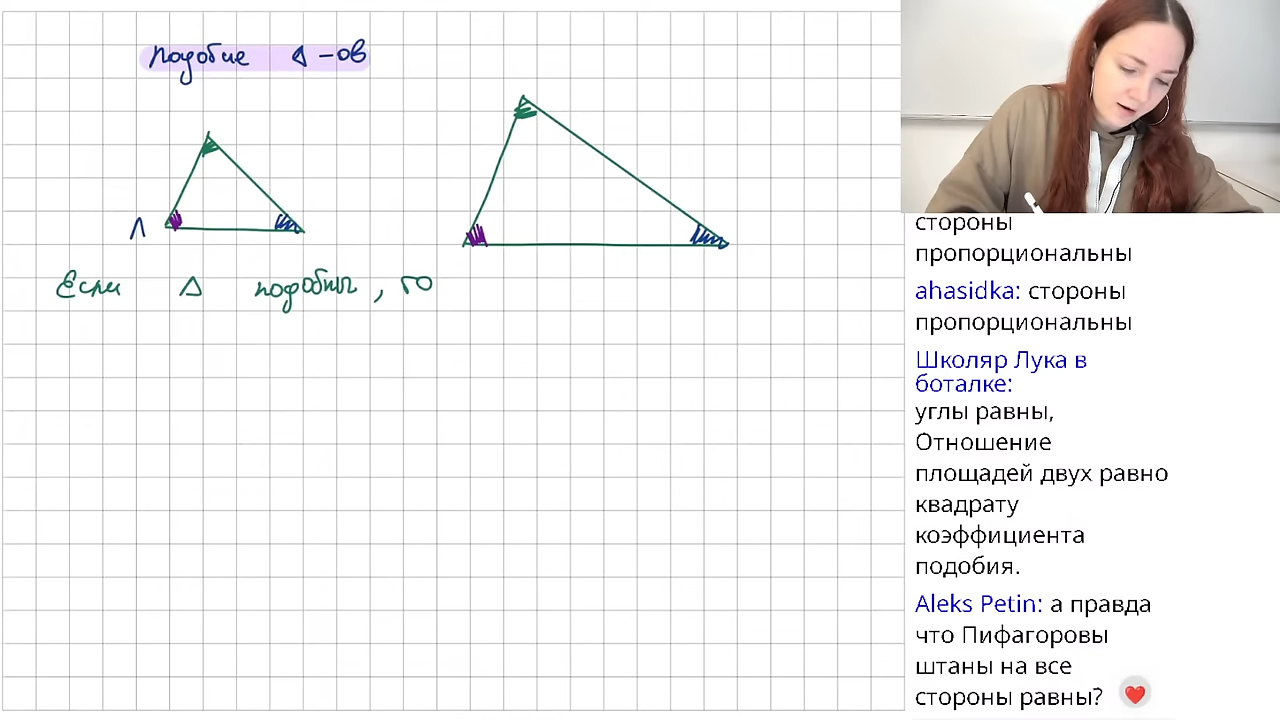 подобие Δ-ов
Λ
Если Δ подобны, то
стороны
пропорциональны
ahasidka: стороны
пропорциональны
Школяр Лука в
боталке:
углы равны,
Отношение
площадей двух равно
квадрату
коэффициента
подобия.
Aleks Petin: а правда
что Пифагоровы
штаны на все
стороны равны? ❤️